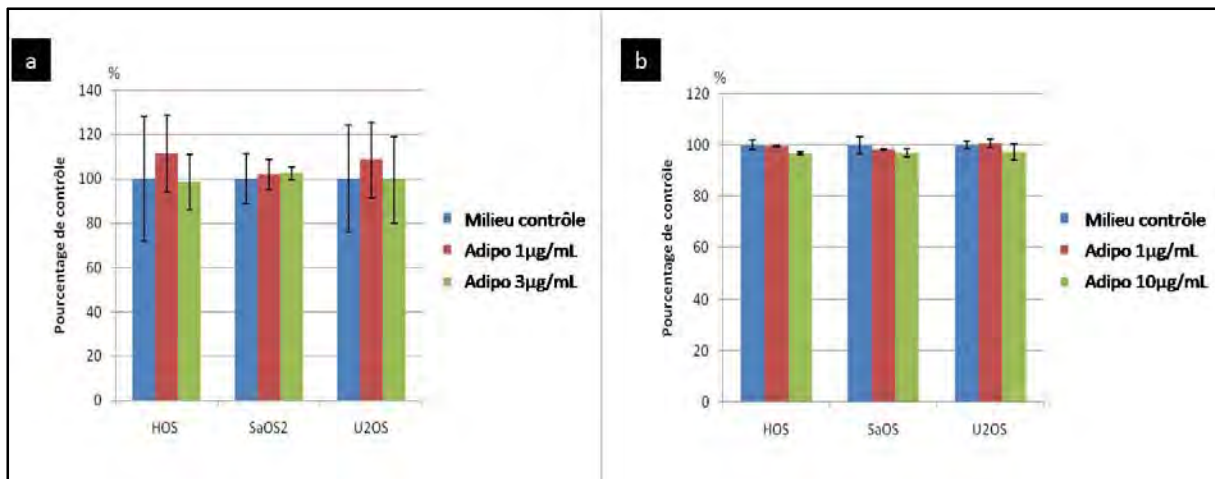 a
%
Pourcentage de contrôle
140
120
100
80
60
40
20
0
HOS
SaOS2
U2OS
Milieu contrôle
Adipo 1µg/mL
Adipo 3µg/mL
b
%
Pourcentage de contrôle
120
100
80
60
40
20
0
HOS
SaOS
U2OS
Milieu contrôle
Adipo 1µg/mL
Adipo 10µg/mL